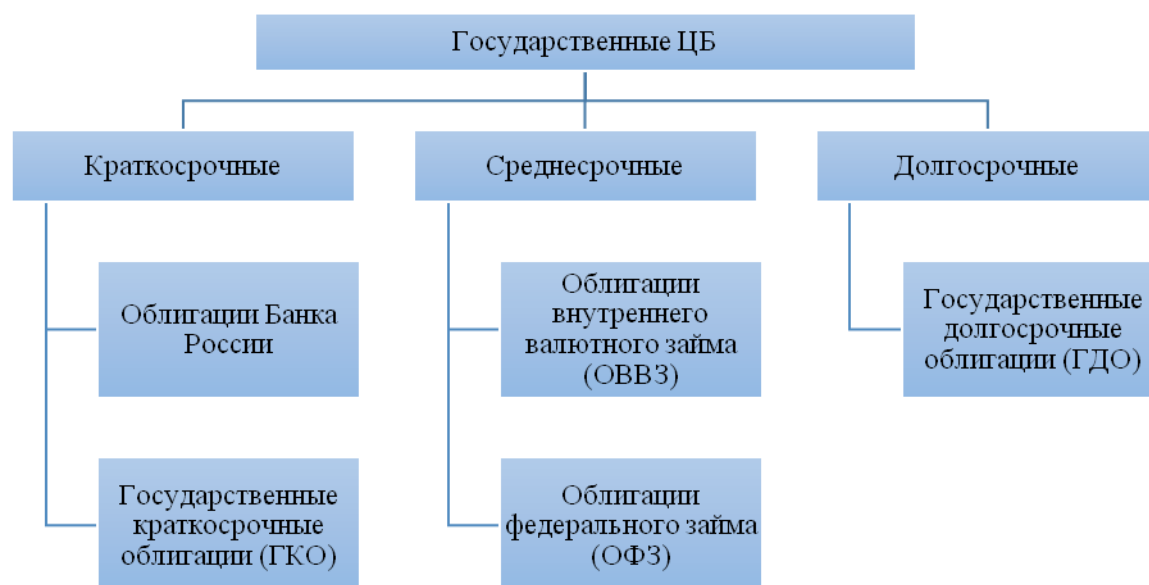 Государственные ЦБ
Краткосрочные
Среднесрочные
Долгосрочные
Облигации Банка
России
Облигации
внутреннего
валютного займа
(ОВВЗ)
Государственные
долгосрочные
облигации (ГДО)
Государственные
краткосрочные
облигации (ГКО)
Облигации
федерального займа
(ОФЗ)